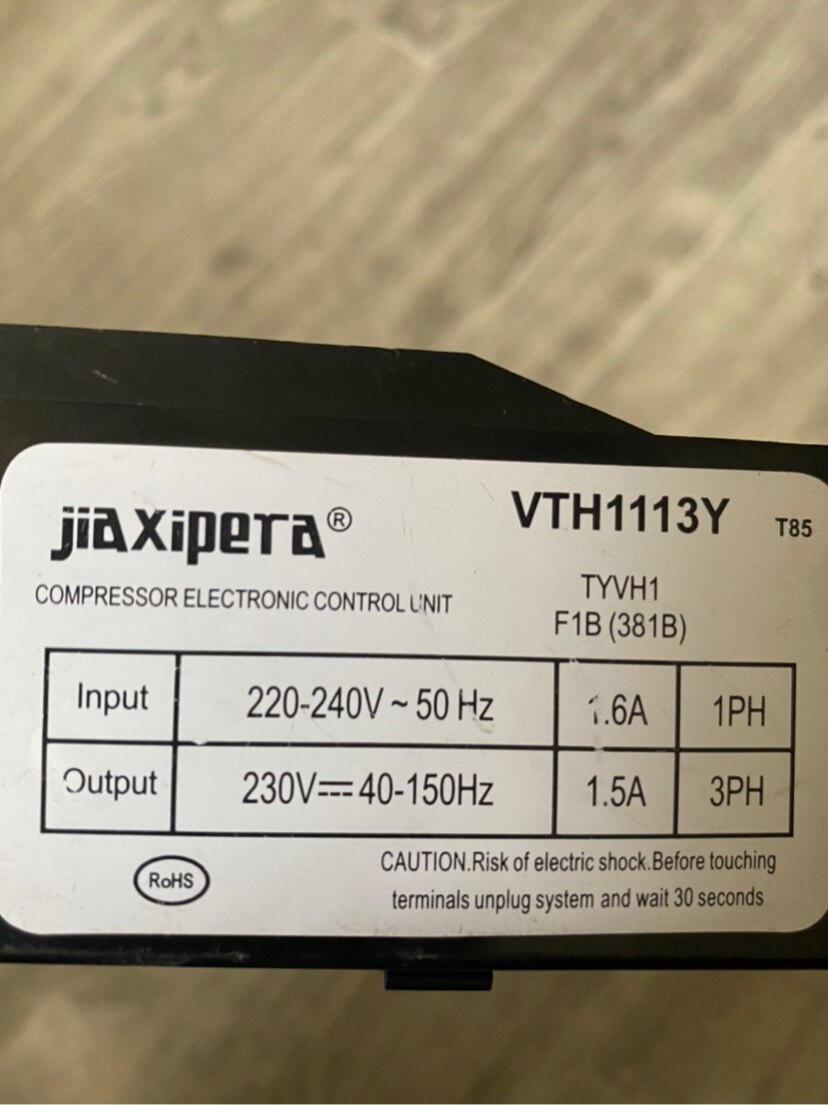 jiaxipera®
VTH1113Y T85
COMPRESSOR ELECTRONIC CONTROL UNIT
TYVH1
F1B (381B)
Input 220-240V ~ 50 Hz 1.6A 1PH
Output 230V⎓40-150Hz 1.5A 3PH
RoHS
CAUTION.Risk of electric shock.Before touching
terminals unplug system and wait 30 seconds